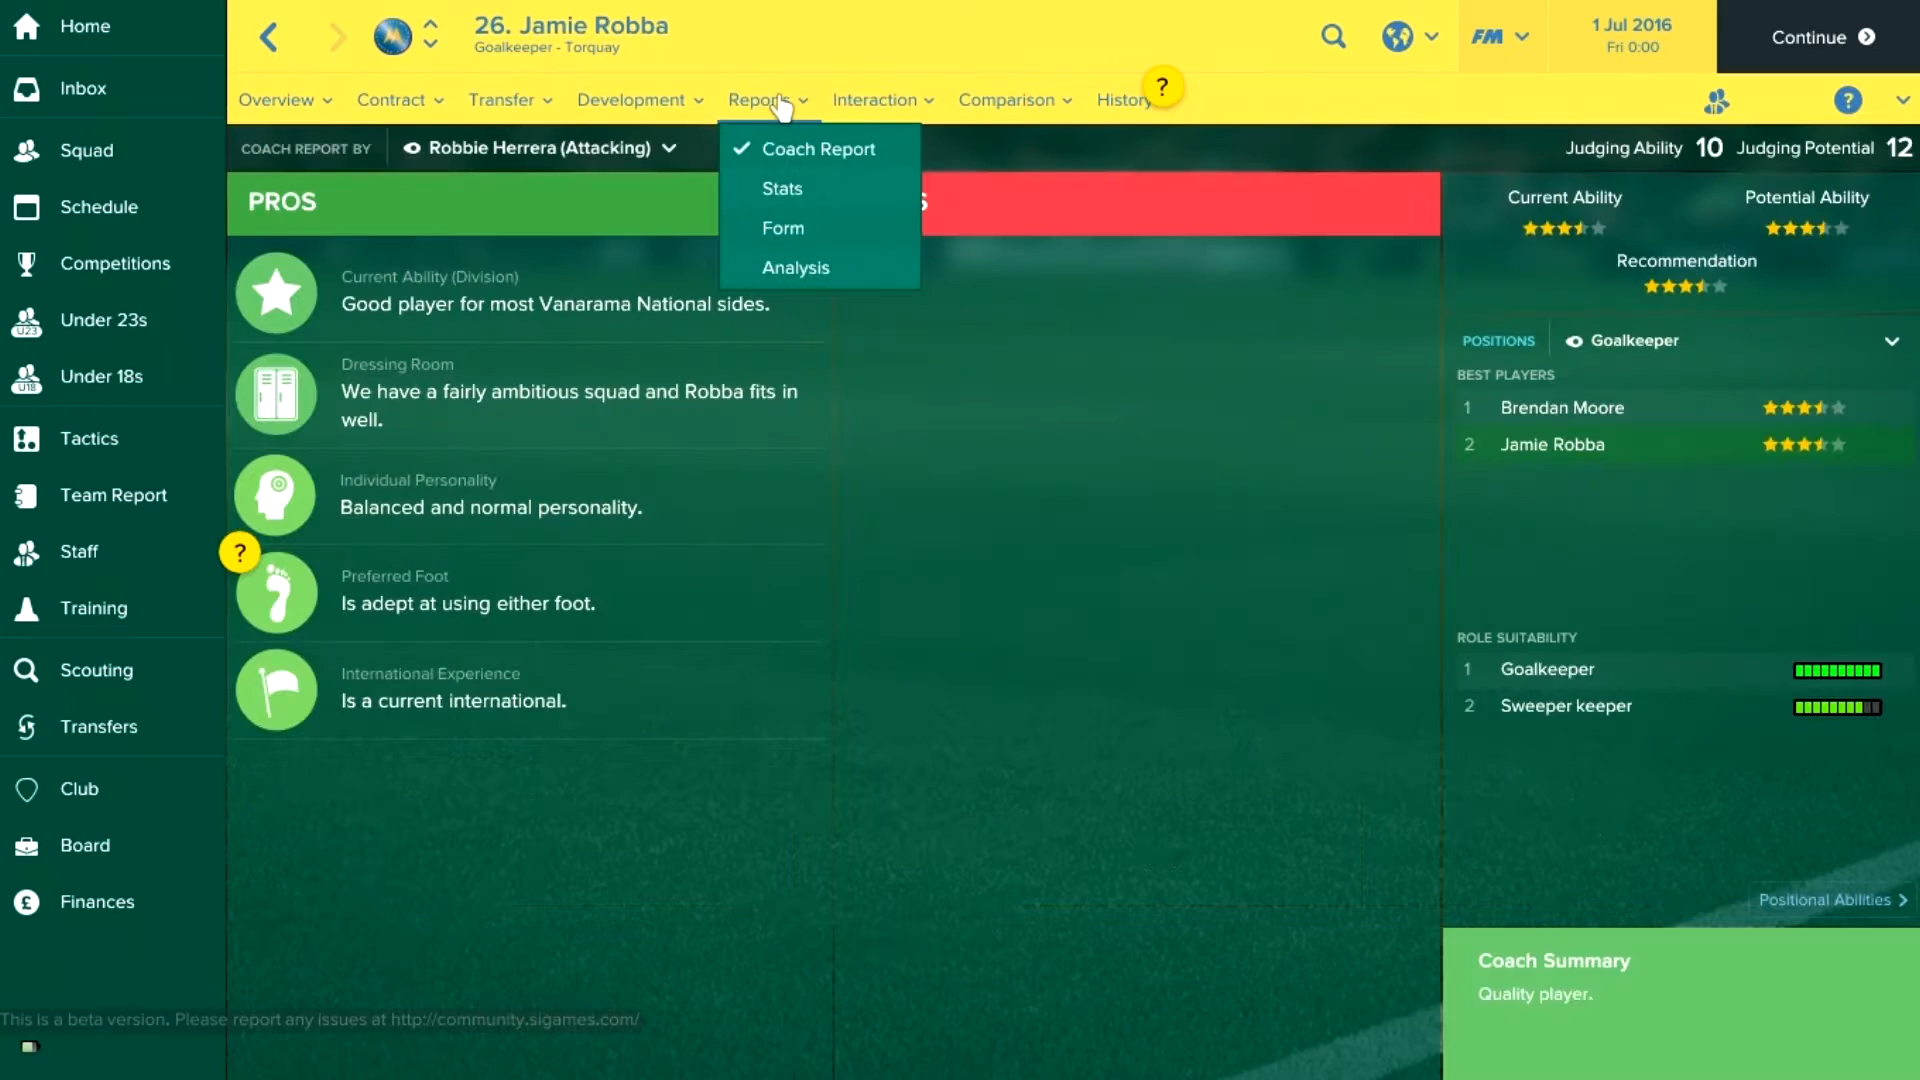 Home
Inbox
Squad
Schedule
Competitions
U23
Under 23s
U18
Under 18s
Tactics
Team Report
Staff
Training
Scouting
Transfers
Club
Board
£
Finances
26. Jamie Robba
Goalkeeper - Torquay
FM
1 Jul 2016
Fri 0:00
Continue
Overview
Contract
Transfer
Development
Reports
Interaction
Comparison
History
?
?
COACH REPORT BY
Robbie Herrera (Attacking)
Coach Report
Stats
Form
Analysis
Judging Ability 10 Judging Potential 12
PROS
S
Current Ability (Division)
Good player for most Vanarama National sides.
Dressing Room
We have a fairly ambitious squad and Robba fits in
well.
Individual Personality
Balanced and normal personality.
?
Preferred Foot
Is adept at using either foot.
International Experience
Is a current international.
Current Ability
Potential Ability
Recommendation
POSITIONS
Goalkeeper
BEST PLAYERS
1 Brendan Moore
2 Jamie Robba
ROLE SUITABILITY
1 Goalkeeper
2 Sweeper keeper
Positional Abilities
Coach Summary
Quality player.
This is a beta version. Please report any issues at http://community.sigames.com/